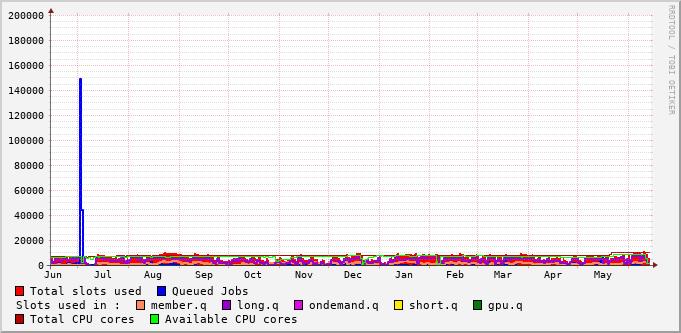 RRDTOOL / TOBI OETIKER
200000
180000
160000
140000
120000
100000
80000
60000
40000
20000
0
Jun Jul Aug Sep Oct Nov Dec Jan Feb Mar Apr May
Total slots used Queued Jobs
Slots used in : member.q long.q ondemand.q short.q gpu.q
Total CPU cores Available CPU cores